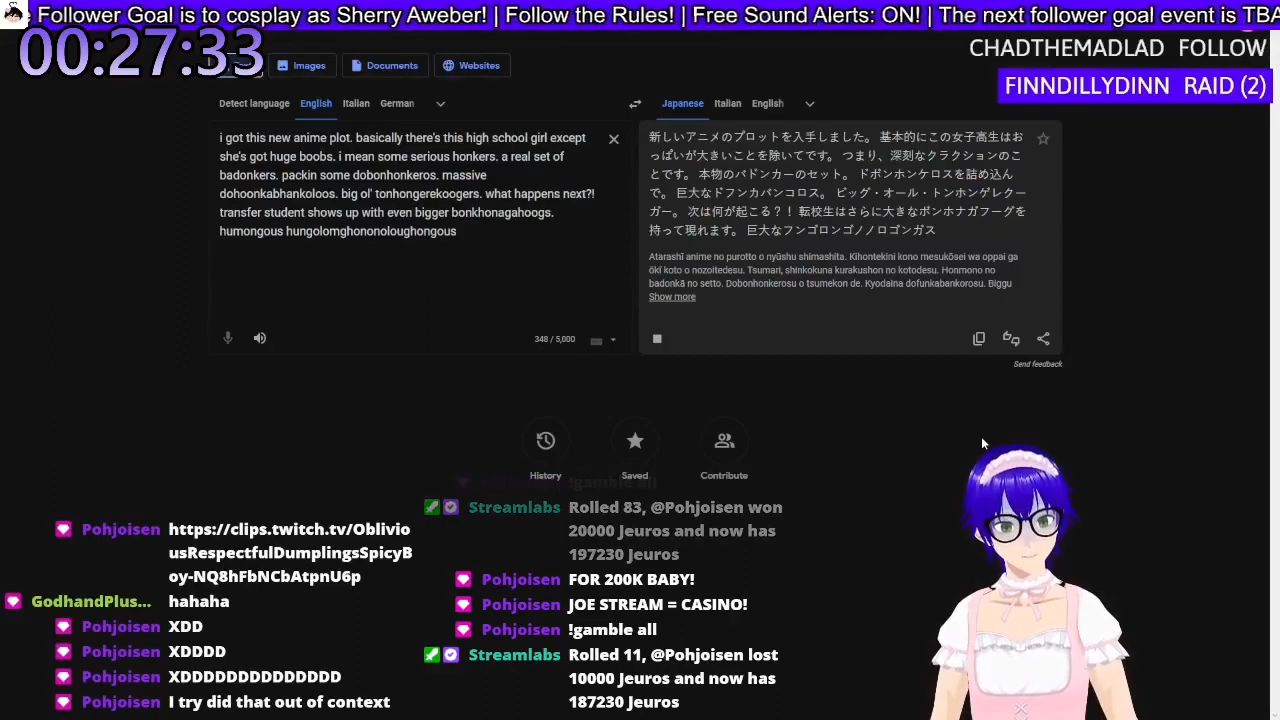 e Follower Goal is to cosplay as Sherry Awoper! | Follow the Rules! | Free Sound Alerts: ON! | The next follower goal event is TBA
00:27:33
CHADTHEMADLAD FOLLOW
FINNDILLYDINN RAID (2)
Images
Documents
Websites
Detect language English Italian German
Japanese Italian English
i got this new anime plot. basically there's this high school girl except
she's got huge boobs. i mean some serious honkers. a real set of
badonkers. packin some dobonhonkeros. massive
dohoonkabhankoloos. big ol' tonhongerekoogers. what happens next?!
transfer student shows up with even bigger bonkhonagahoogs.
humongous hungolomghononoloughongous
348 / 5,000
新しいアニメのプロットを入手しました。 基本的にこの女子高生はお
っぱいが大きいことを除いてです。 つまり、深刻なクラクションのこ
とです。 本物のバドンカーのセット。 ドボンホンケロスを詰め込ん
で。 巨大なドフンカバンコロス。 ビッグ・オール・トンホンゲレクー
ガー。 次は何が起こる？！ 転校生はさらに大きなボンホナガフーグを
持って現れます。 巨大なフンゴロンゴノノロゴンガス
Atarashī anime no purotto o nyūshu shimashita. Kihontekini kono mesukōsei wa oppai ga
ōkī koto o nozoitedesu. Tsumari, shinkokuna kurakushon no kotodesu. Honmono no
badonkā no setto. Dobonhonkerosu o tsumekon de. Kyodaina dofunkabankorosu. Biggu
Show more
Send feedback
History
Saved
Contribute
Pohjoisen https://clips.twitch.tv/Oblivio
usRespectfulDumplingsSpicyB
oy-NQ8hFbNCbAtpnU6p
GodhandPlus... hahaha
Pohjoisen XDD
Pohjoisen XDDDD
Pohjoisen XDDDDDDDDDDDDDD
Pohjoisen I try did that out of context
!gamble all
Streamlabs Rolled 83, @Pohjoisen won
20000 Jeuros and now has
197230 Jeuros
Pohjoisen FOR 200K BABY!
Pohjoisen JOE STREAM = CASINO!
Pohjoisen !gamble all
Streamlabs Rolled 11, @Pohjoisen lost
10000 Jeuros and now has
187230 Jeuros